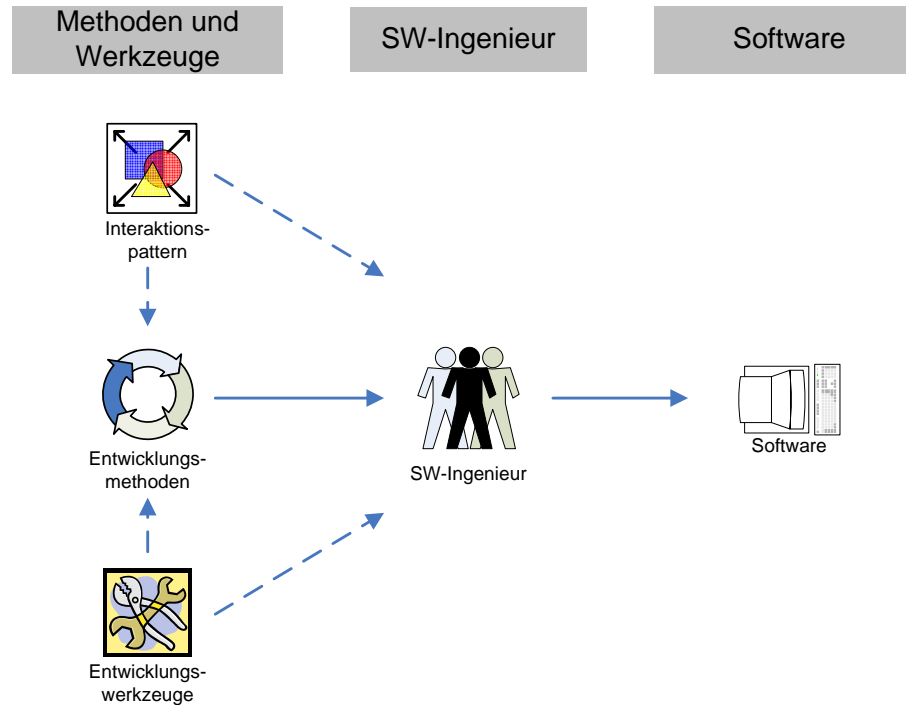 Methoden und
Werkzeuge
SW-Ingenieur
Software
Interaktions-
pattern
Entwicklungs-
methoden
SW-Ingenieur
Software
Entwicklungs-
werkzeuge